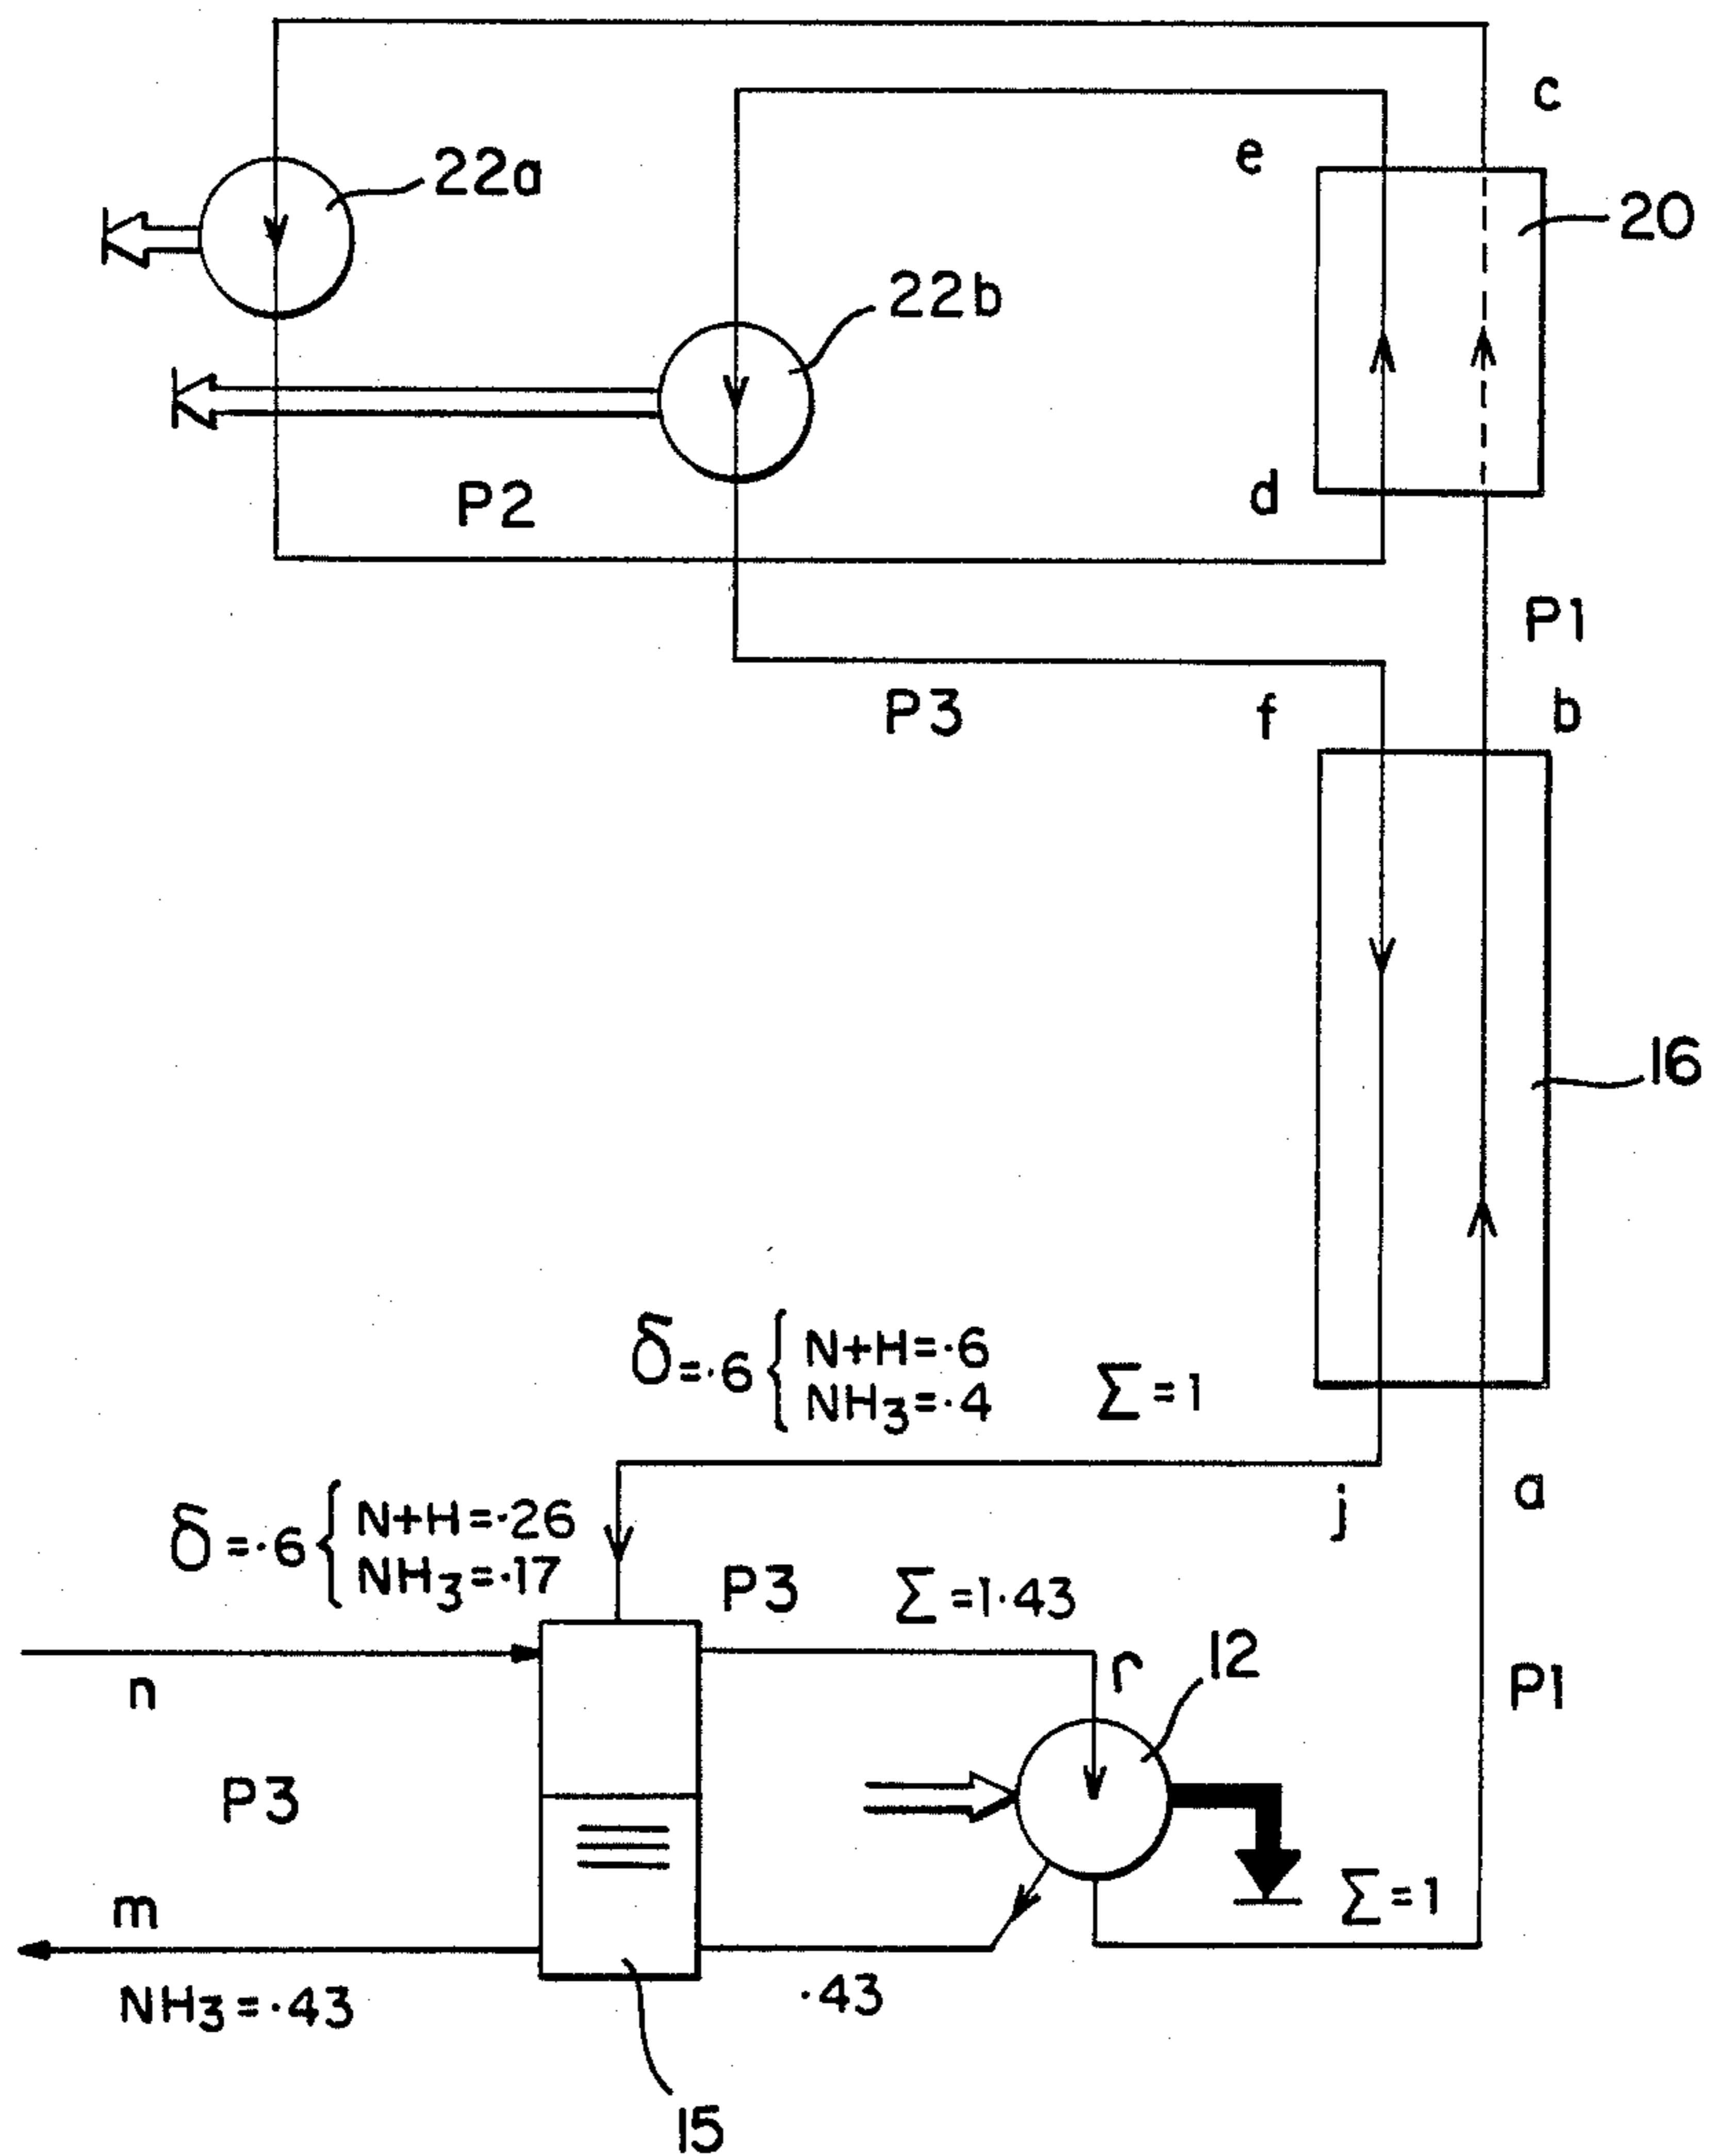 c
e
22a
20
22b
d
P2
P1
P3
f
b
16
δ=·6 { N+H=·6
NH₃=·4
Σ=1
a
j
δ=·6 { N+H=·26
NH₃=·17
P3
Σ=1·43
r
12
n
P1
P3
m
Σ=1
NH₃=·43
·43
15